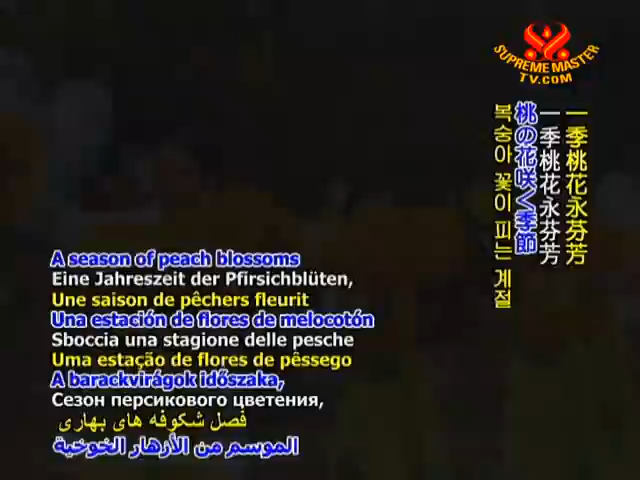 SUPREME MASTER
TV.COM
一季桃花永芬芳
一季桃花永芬芳
桃の花咲く季節
복숭아 꽃이 피는 계절
A season of peach blossoms
Eine Jahreszeit der Pfirsichblüten,
Une saison de pêchers fleurit
Una estación de flores de melocotón
Sboccia una stagione delle pesche
Uma estação de flores de pêssego
A barackvirágok időszaka,
Сезон персикового цветения,
فصل شکوفه های بهاری
الموسم من الأزهار الخوخية